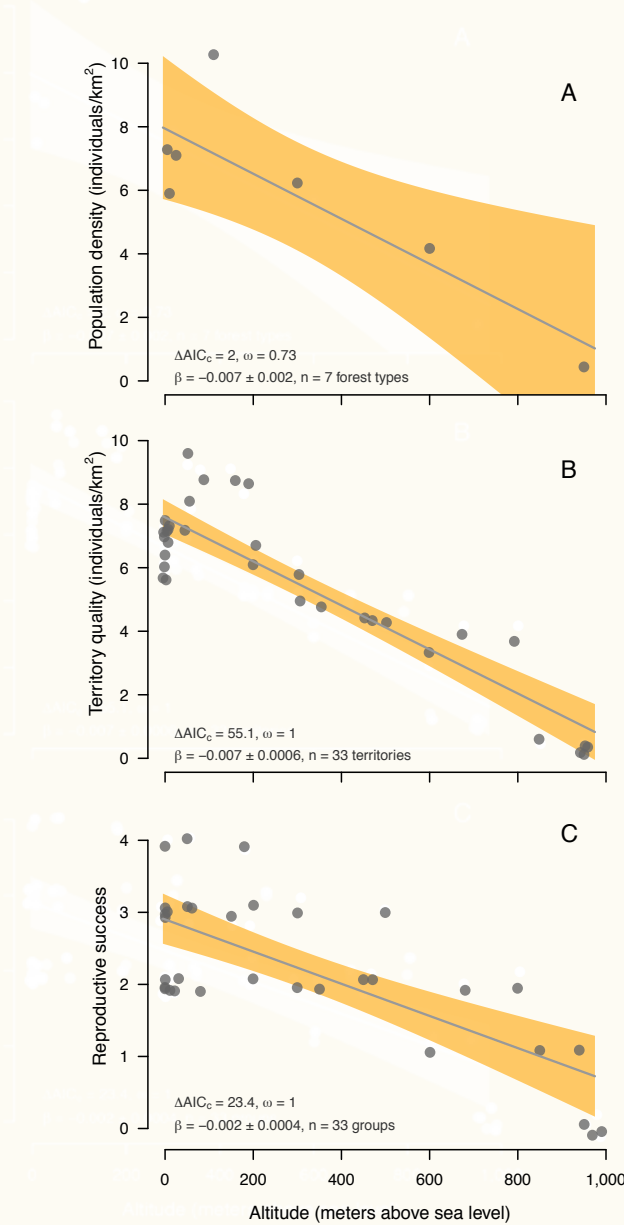 A
Population density (individuals/km²)
10
8
6
4
2
0
ΔAICc = 2, ω = 0.73
β = −0.007 ± 0.002, n = 7 forest types
B
Territory quality (individuals/km²)
10
8
6
4
2
0
ΔAICc = 55.1, ω = 1
β = −0.007 ± 0.0006, n = 33 territories
C
Reproductive success
4
3
2
1
0
ΔAICc = 23.4, ω = 1
β = −0.002 ± 0.0004, n = 33 groups
0 200 400 600 800 1,000
Altitude (meters above sea level)